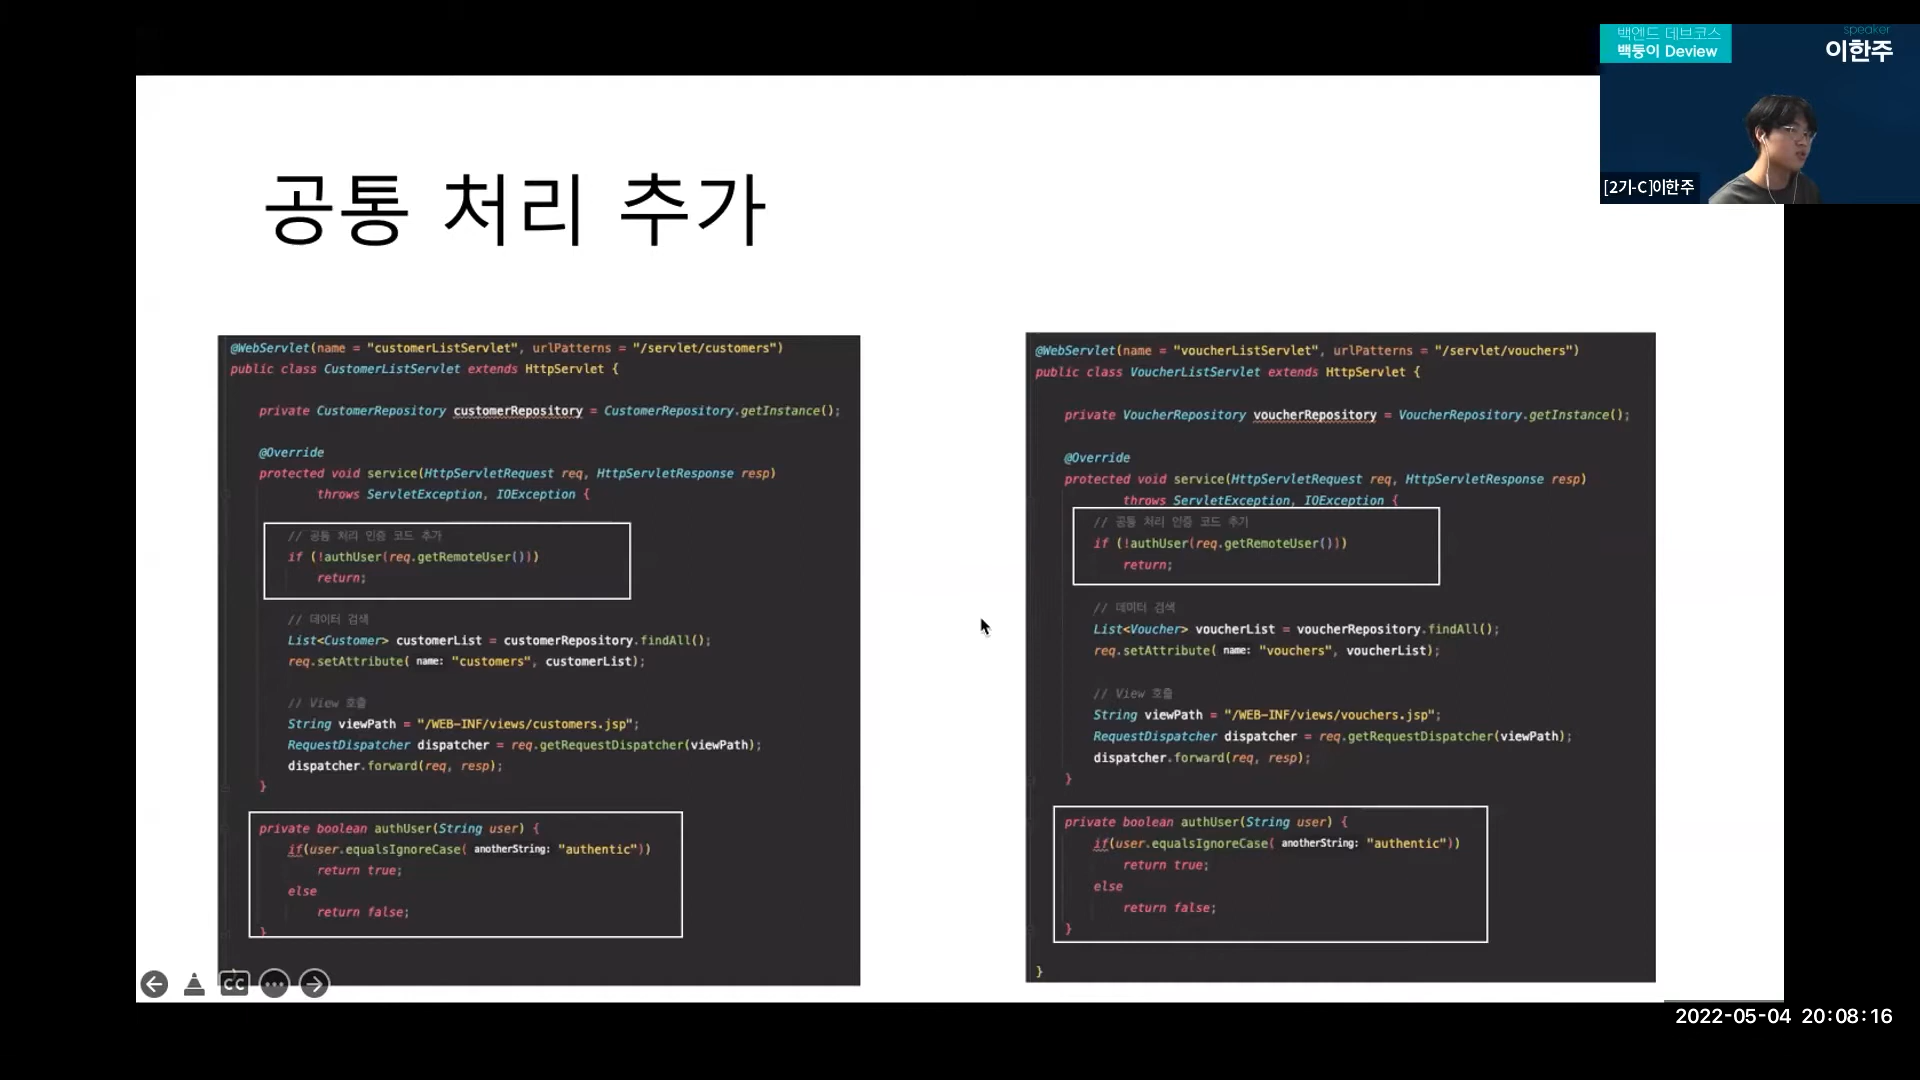 백엔드 데브코스
백둥이 Deview
speaker
이한주
[2기-C]이한주
공통 처리 추가
@WebServlet(name = "customerListServlet", urlPatterns = "/servlet/customers")
public class CustomerListServlet extends HttpServlet {
private CustomerRepository customerRepository = CustomerRepository.getInstance();
@Override
protected void service(HttpServletRequest req, HttpServletResponse resp)
throws ServletException, IOException {
// 공통 처리 인증 코드 추가
if (!authUser(req.getRemoteUser()))
return;
// 데이터 검색
List<Customer> customerList = customerRepository.findAll();
req.setAttribute( name: "customers", customerList);
// View 호출
String viewPath = "/WEB-INF/views/customers.jsp";
RequestDispatcher dispatcher = req.getRequestDispatcher(viewPath);
dispatcher.forward(req, resp);
}
private boolean authUser(String user) {
if(user.equalsIgnoreCase( anotherString: "authentic"))
return true;
else
return false;
}
@WebServlet(name = "voucherListServlet", urlPatterns = "/servlet/vouchers")
public class VoucherListServlet extends HttpServlet {
private VoucherRepository voucherRepository = VoucherRepository.getInstance();
@Override
protected void service(HttpServletRequest req, HttpServletResponse resp)
throws ServletException, IOException {
// 공통 처리 인증 코드 추가
if (!authUser(req.getRemoteUser()))
return;
// 데이터 검색
List<Voucher> voucherList = voucherRepository.findAll();
req.setAttribute( name: "vouchers", voucherList);
// View 호출
String viewPath = "/WEB-INF/views/vouchers.jsp";
RequestDispatcher dispatcher = req.getRequestDispatcher(viewPath);
dispatcher.forward(req, resp);
}
private boolean authUser(String user) {
if(user.equalsIgnoreCase( anotherString: "authentic"))
return true;
else
return false;
}
}
CC
2022-05-04 20:08:16